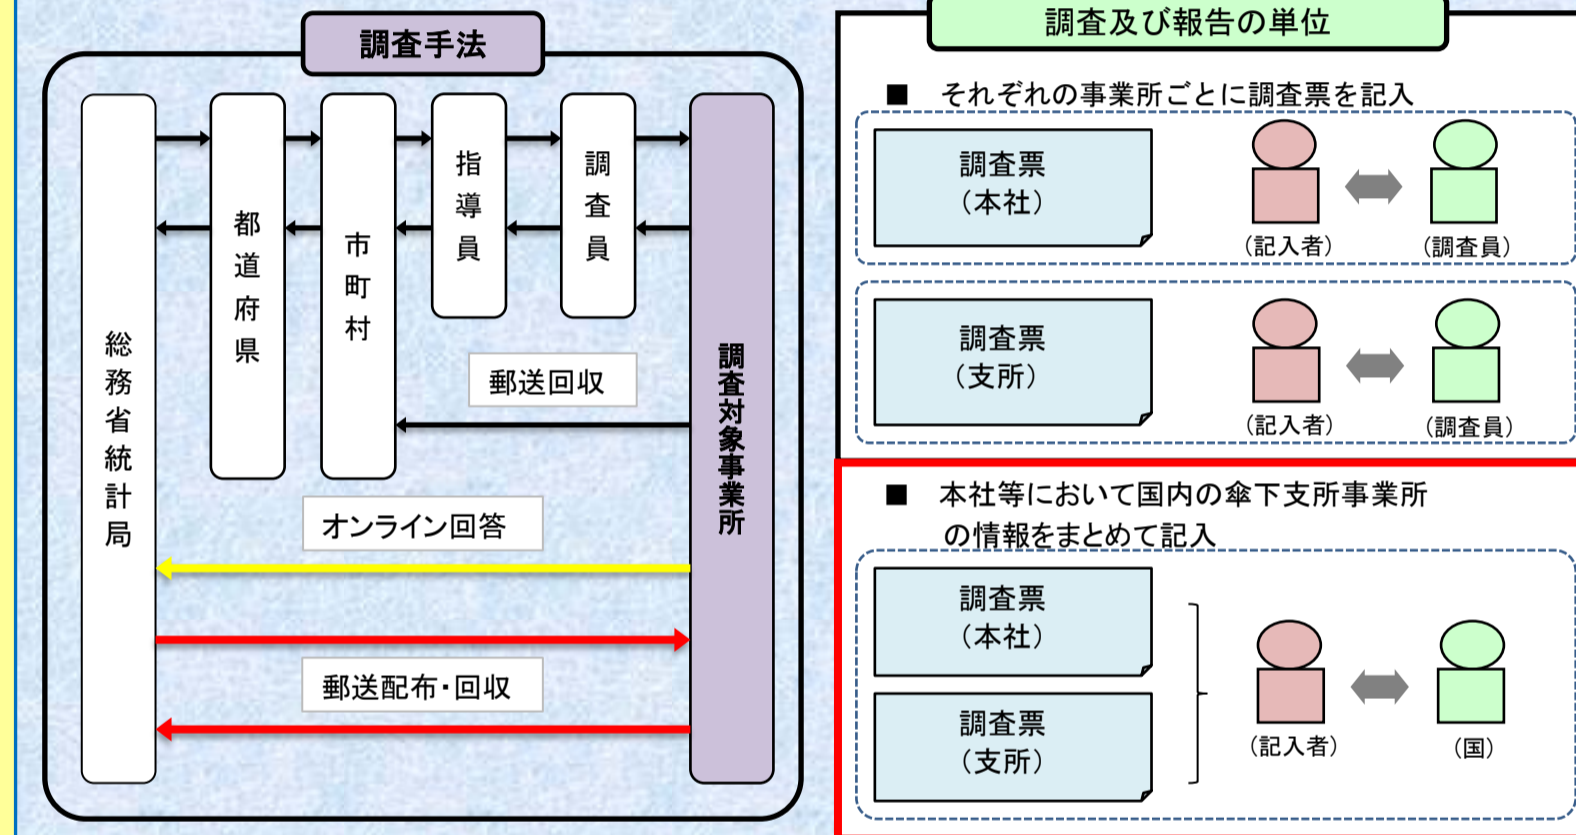 調査手法
総務省統計局
都道府県
市町村
指導員
調査員
調査対象事業所
郵送回収
オンライン回答
郵送配布・回収
調査及び報告の単位
■ それぞれの事業所ごとに調査票を記入
調査票
（本社）
（記入者）
（調査員）
調査票
（支所）
（記入者）
（調査員）
■ 本社等において国内の傘下支所事業所
の情報をまとめて記入
調査票
（本社）
調査票
（支所）
（記入者）
（国）